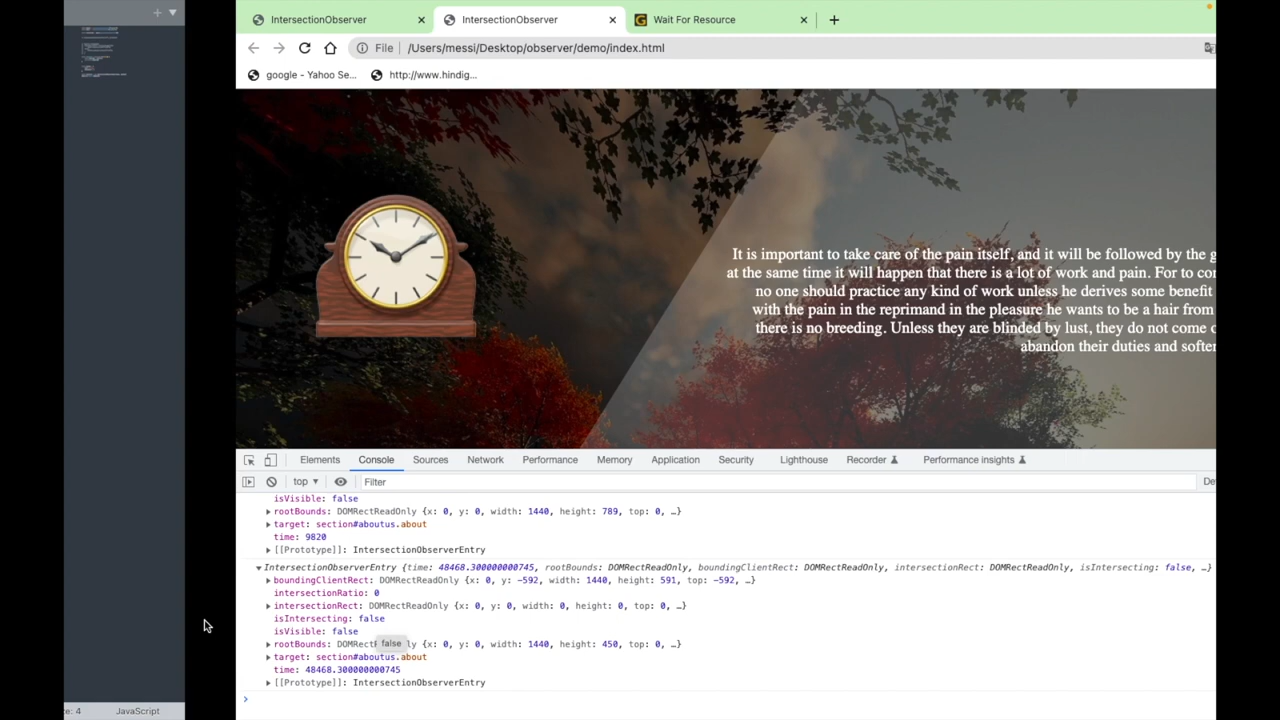 IntersectionObserver
IntersectionObserver
Wait For Resource
File
/Users/messi/Desktop/observer/demo/index.html
google - Yahoo Se...
http://www.hindig...
It is important to take care of the pain itself, and it will be followed by the g
at the same time it will happen that there is a lot of work and pain. For to co
no one should practice any kind of work unless he derives some benefit
with the pain in the reprimand in the pleasure he wants to be a hair from
there is no breeding. Unless they are blinded by lust, they do not come
abandon their duties and softe
Elements Console Sources Network Performance Memory Application Security Lighthouse Recorder Performance insights
top Filter De
isVisible: false
rootBounds: DOMRectReadOnly {x: 0, y: 0, width: 1440, height: 789, top: 0, …}
target: section#aboutus.about
time: 9820
[[Prototype]]: IntersectionObserverEntry
IntersectionObserverEntry {time: 48468.300000000745, rootBounds: DOMRectReadOnly, boundingClientRect: DOMRectReadOnly, intersectionRect: DOMRectReadOnly, isIntersecting: false, …}
boundingClientRect: DOMRectReadOnly {x: 0, y: -592, width: 1440, height: 591, top: -592, …}
intersectionRatio: 0
intersectionRect: DOMRectReadOnly {x: 0, y: 0, width: 0, height: 0, top: 0, …}
isIntersecting: false
isVisible: false
rootBounds: DOMRect false ly {x: 0, y: 0, width: 1440, height: 450, top: 0, …}
target: section#aboutus.about
time: 48468.300000000745
[[Prototype]]: IntersectionObserverEntry
>
e: 4 JavaScript